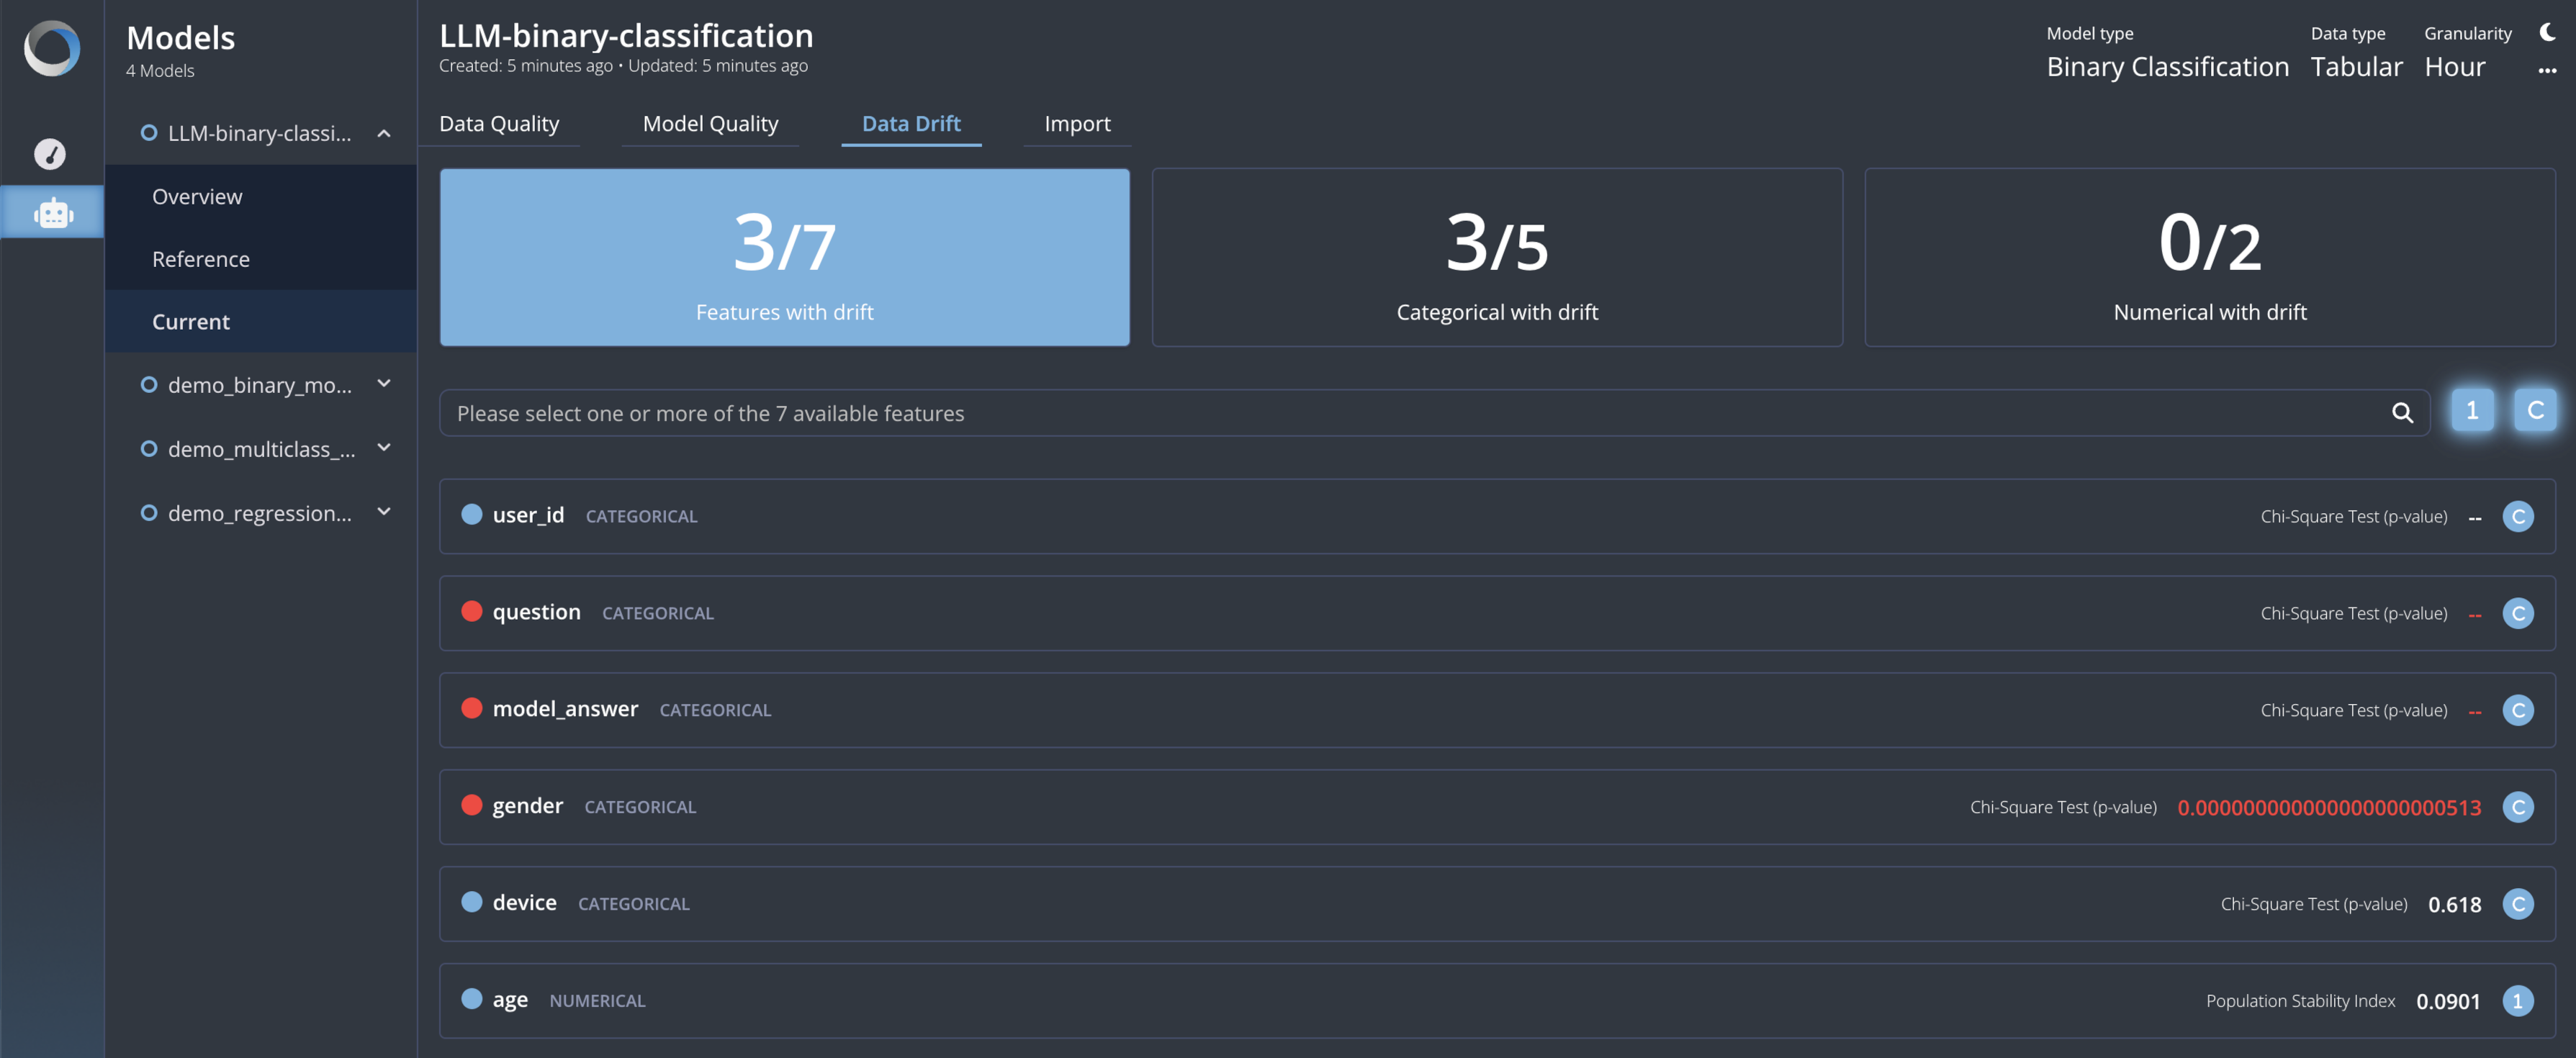 Models
4 Models
LLM-binary-classi...
Overview
Reference
Current
demo_binary_mo...
demo_multiclass_...
demo_regression...
LLM-binary-classification
Created: 5 minutes ago • Updated: 5 minutes ago
Model type
Binary Classification
Data type
Tabular
Granularity
Hour
Data Quality
Model Quality
Data Drift
Import
3/7
Features with drift
3/5
Categorical with drift
0/2
Numerical with drift
Please select one or more of the 7 available features
1
C
user_id CATEGORICAL Chi-Square Test (p-value) -- C
question CATEGORICAL Chi-Square Test (p-value) -- C
model_answer CATEGORICAL Chi-Square Test (p-value) -- C
gender CATEGORICAL Chi-Square Test (p-value) 0.000000000000000000000513 C
device CATEGORICAL Chi-Square Test (p-value) 0.618 C
age NUMERICAL Population Stability Index 0.0901 1